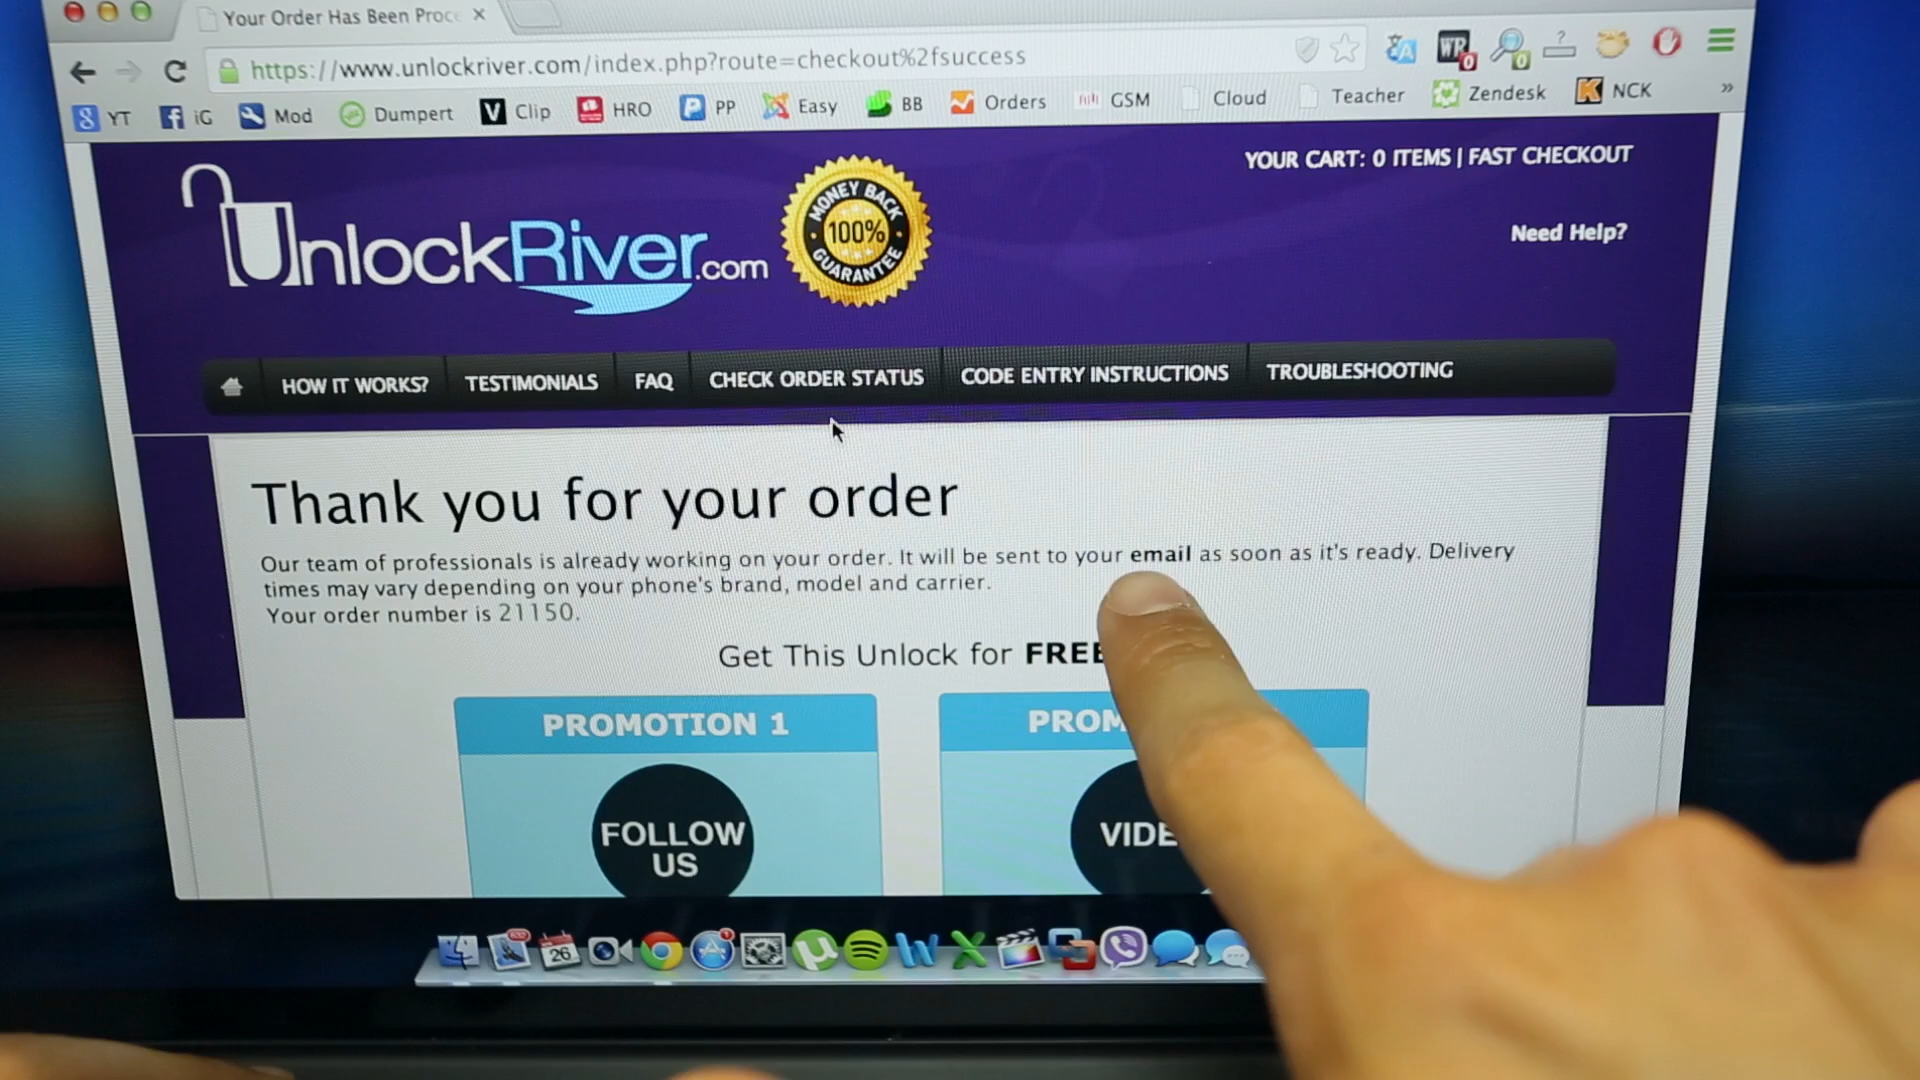 Your Order Has Been Proce
https://www.unlockriver.com/index.php?route=checkout%2fsuccess
YT iG Mod Dumpert Clip HRO PP Easy BB Orders GSM Cloud Teacher Zendesk NCK »
YOUR CART: 0 ITEMS | FAST CHECKOUT
UnlockRiver.com
MONEY BACK
100%
GUARANTEE
Need Help?
HOW IT WORKS? TESTIMONIALS FAQ CHECK ORDER STATUS CODE ENTRY INSTRUCTIONS TROUBLESHOOTING
Thank you for your order
Our team of professionals is already working on your order. It will be sent to your email as soon as it's ready. Delivery
times may vary depending on your phone's brand, model and carrier.
Your order number is 21150.
Get This Unlock for FREE
PROMOTION 1
PROM
FOLLOW
US
VIDE
26